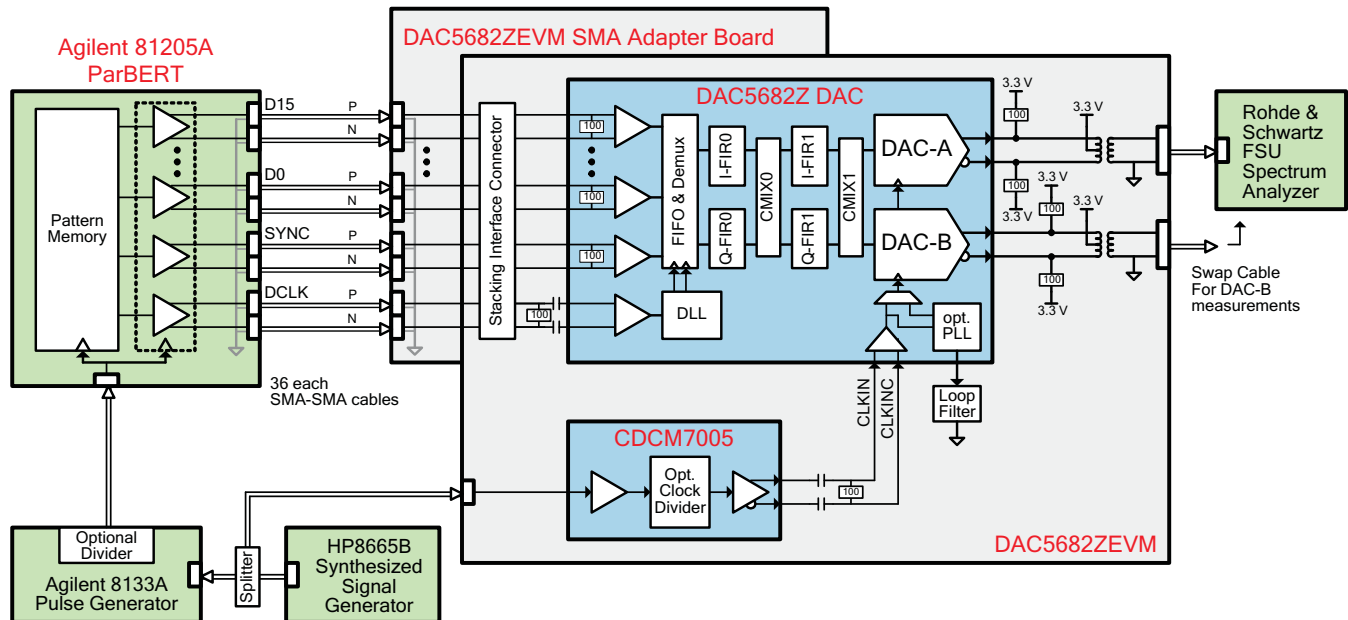 Agilent 81205A
ParBERT
Pattern
Memory
D15
P
N
D0
P
N
SYNC
P
N
DCLK
P
N
36 each
SMA-SMA cables
DAC5682ZEVM SMA Adapter Board
Stacking Interface Connector
DAC5682Z DAC
100
100
100
100
FIFO & Demux
DLL
I-FIR0
Q-FIR0
CMIX0
I-FIR1
Q-FIR1
CMIX1
DAC-A
DAC-B
opt.
PLL
Loop
Filter
CLKIN
CLKINC
3.3 V
100
3.3 V
100
3.3 V
3.3 V
100
3.3 V
100
3.3 V
Rohde &
Schwartz
FSU
Spectrum
Analyzer
Swap Cable
For DAC-B
measurements
CDCM7005
Opt.
Clock
Divider
100
DAC5682ZEVM
Optional
Divider
Agilent 8133A
Pulse Generator
Splitter
HP8665B
Synthesized
Signal
Generator